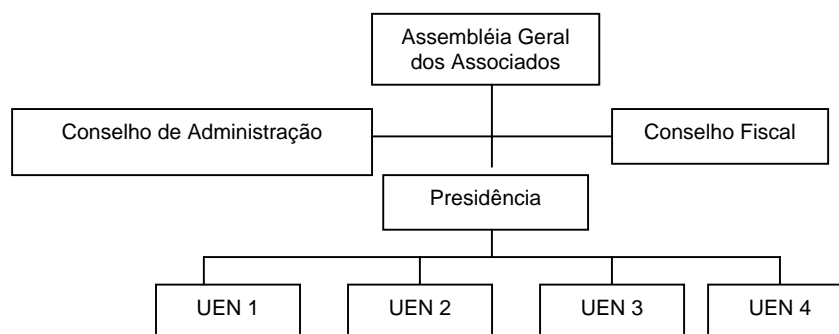 Assembléia Geral
dos Associados
Conselho de Administração
Conselho Fiscal
Presidência
UEN 1
UEN 2
UEN 3
UEN 4